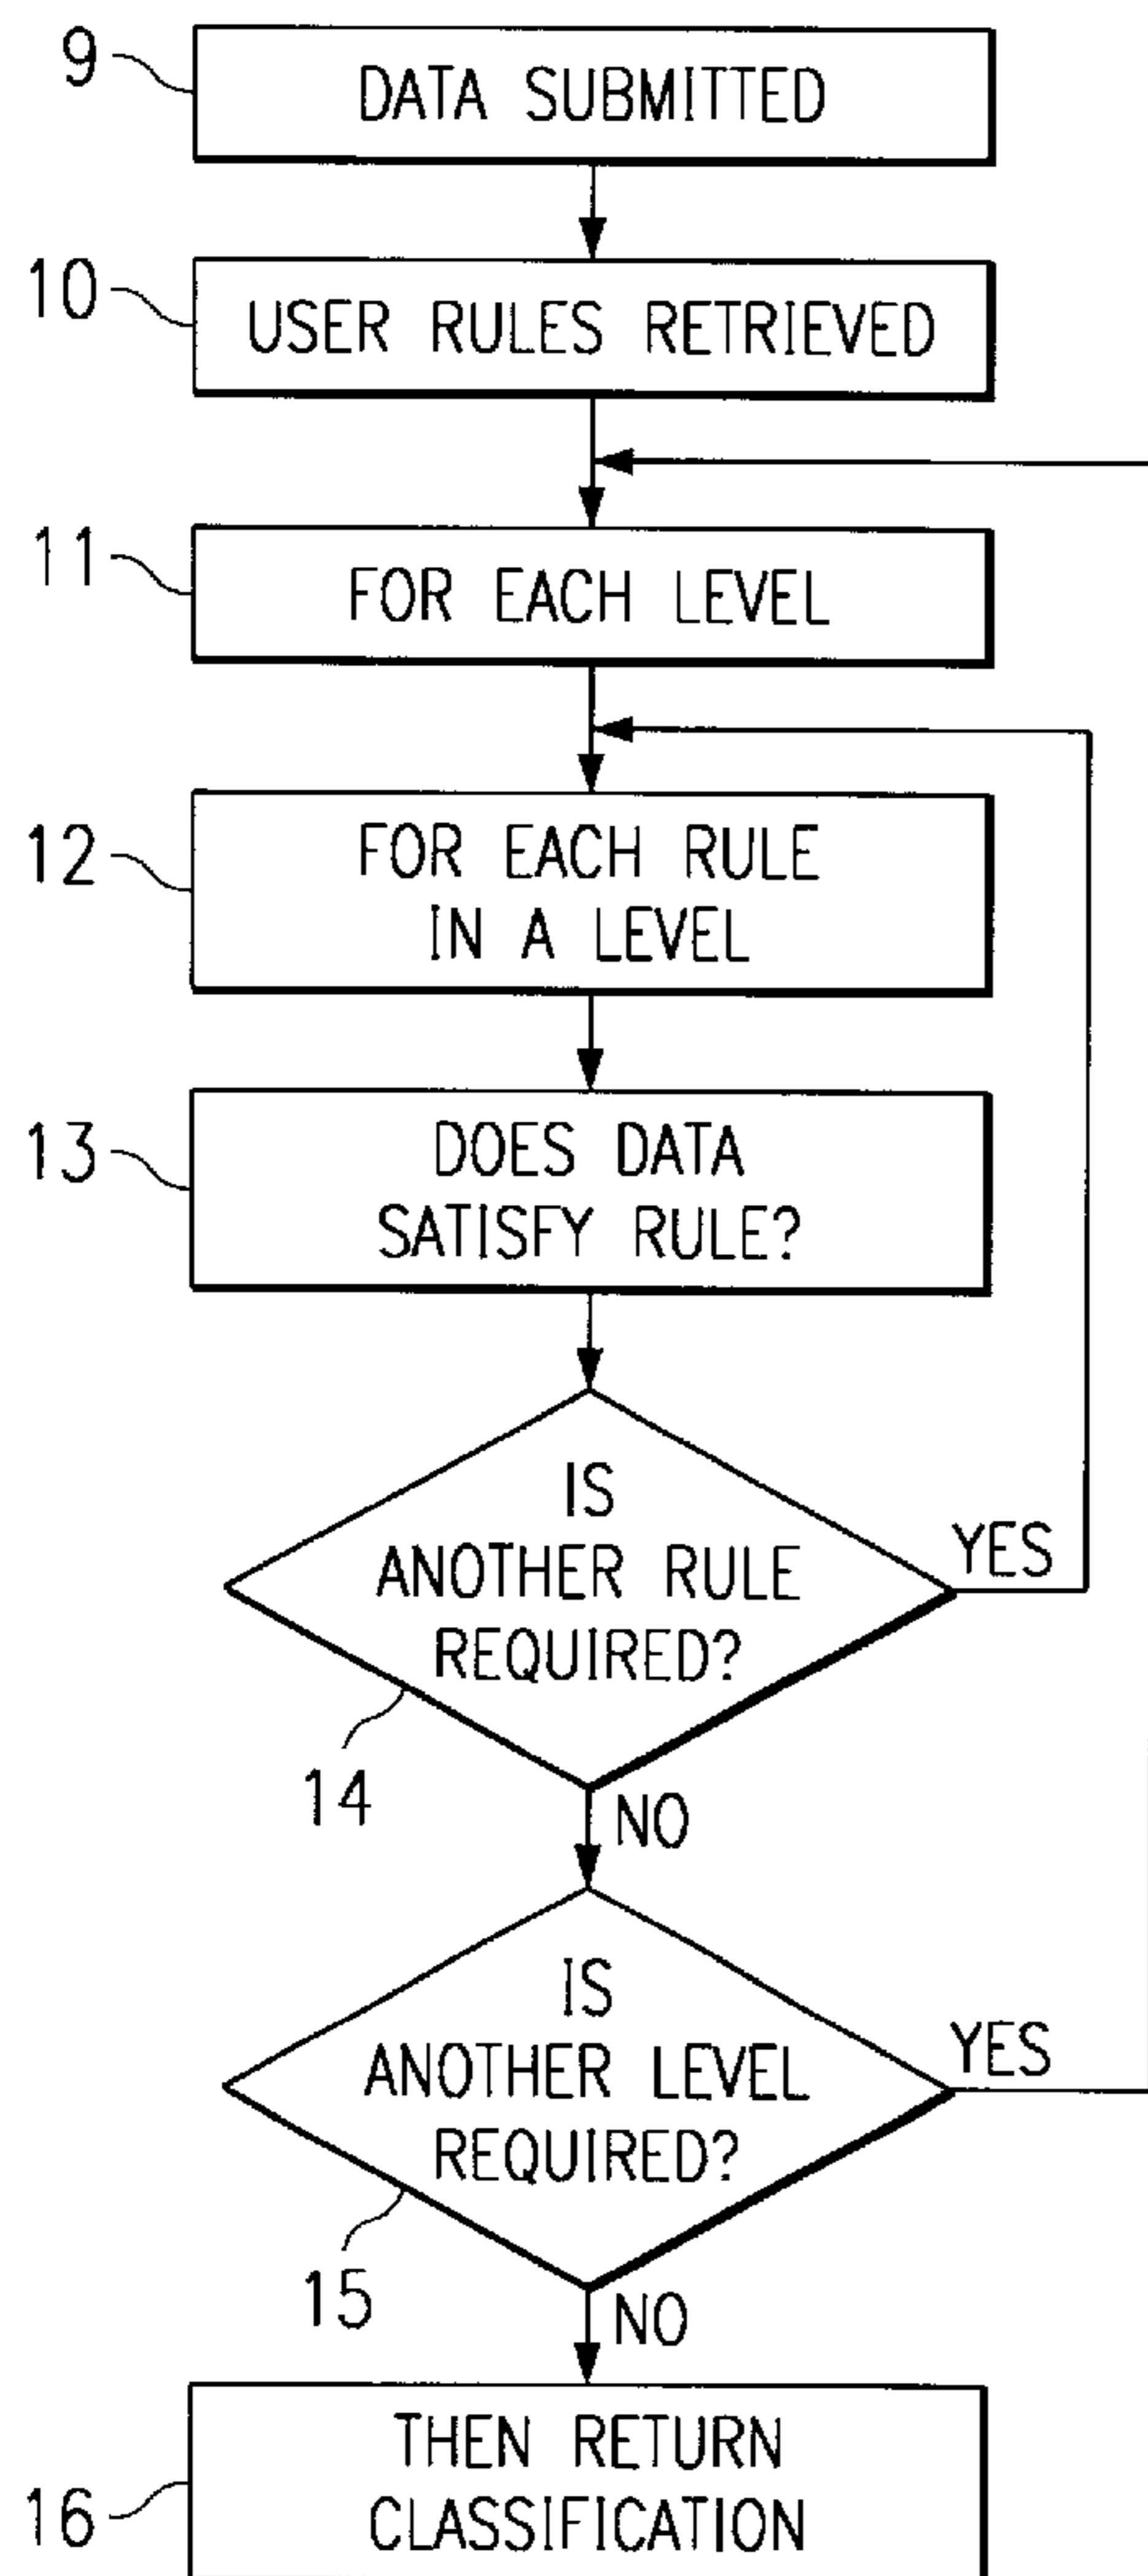 9
DATA SUBMITTED
10
USER RULES RETRIEVED
11
FOR EACH LEVEL
12
FOR EACH RULE
IN A LEVEL
13
DOES DATA
SATISFY RULE?
IS
ANOTHER RULE
REQUIRED?
YES
14
NO
IS
ANOTHER LEVEL
REQUIRED?
YES
15
NO
THEN RETURN
CLASSIFICATION
16